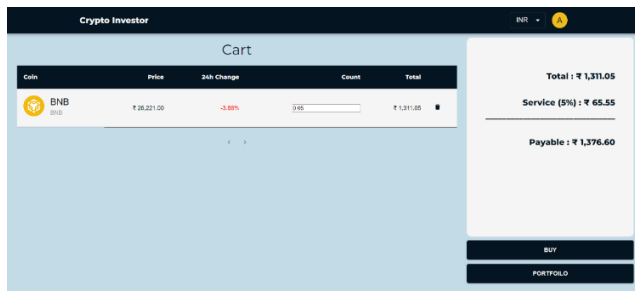 Crypto Investor INR A
Cart
Coin Price 24h Change Count Total
BNB ₹ 26,221.00 -3.88% 0.05 ₹ 1,311.05
BNB
‹ ›
Total : ₹ 1,311.05
Service (5%) : ₹ 65.55
Payable : ₹ 1,376.60
BUY
PORTFOILO